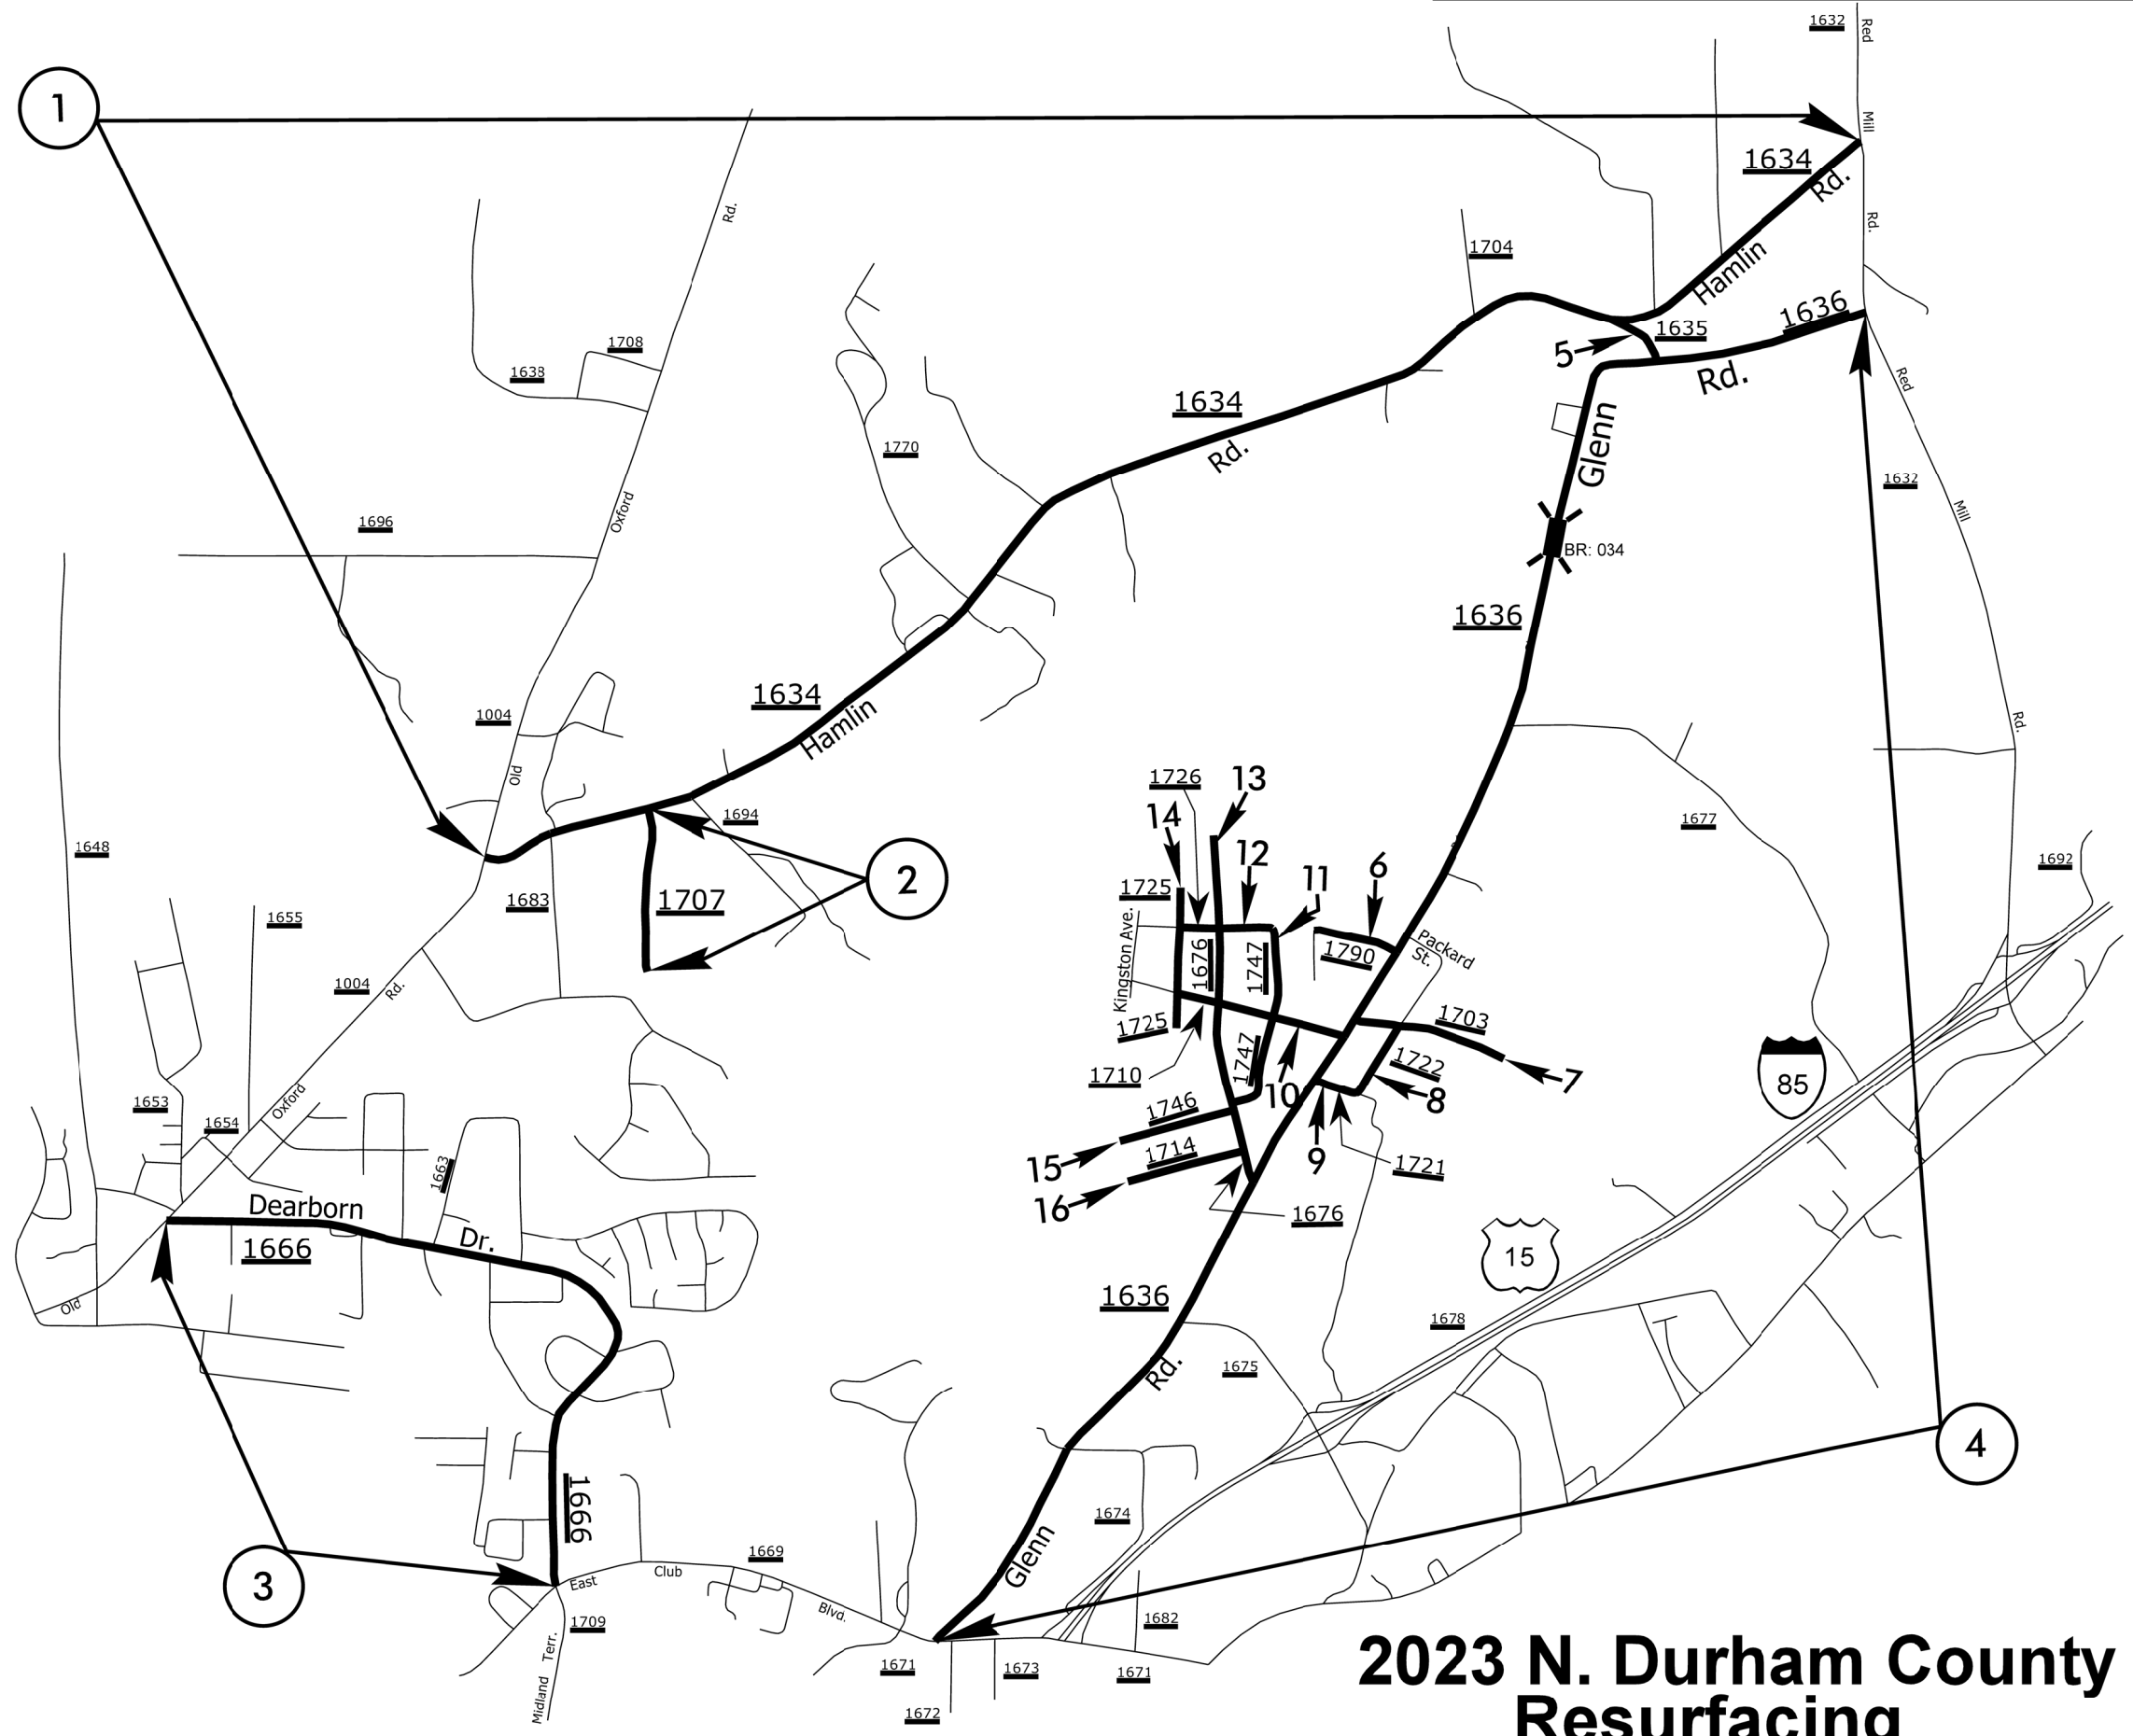 1632
Red
1
Mill
1634
Rd.
Rd.
Rd.
1704
Hamlin
1636
1635
5
1708
1638
Rd.
Red
1634
Glenn
Rd.
1770
1632
Oxford
Mill
1696
BR: 034
1636
1634
1004
Hamlin
Rd.
Old
1726
13
14
1694
1677
1648
12
6
11
1692
2
1725
1707
1683
1655
Kingston Ave.
1676
1747
1790
Packard
St.
1004
Rd.
1725
1703
1747
1722
1710
10
7
85
8
Oxford
1653
1654
1746
1714
15
9
1663
1721
16
Dearborn
1676
Dr.
1666
15
Old
1636
1678
Rd.
1675
4
1666
1674
Glenn
1669
3
East
Club
Blvd.
1709
1682
Midland Terr.
1671
1673
1671
1672
2023 N. Durham County
Resurfacing